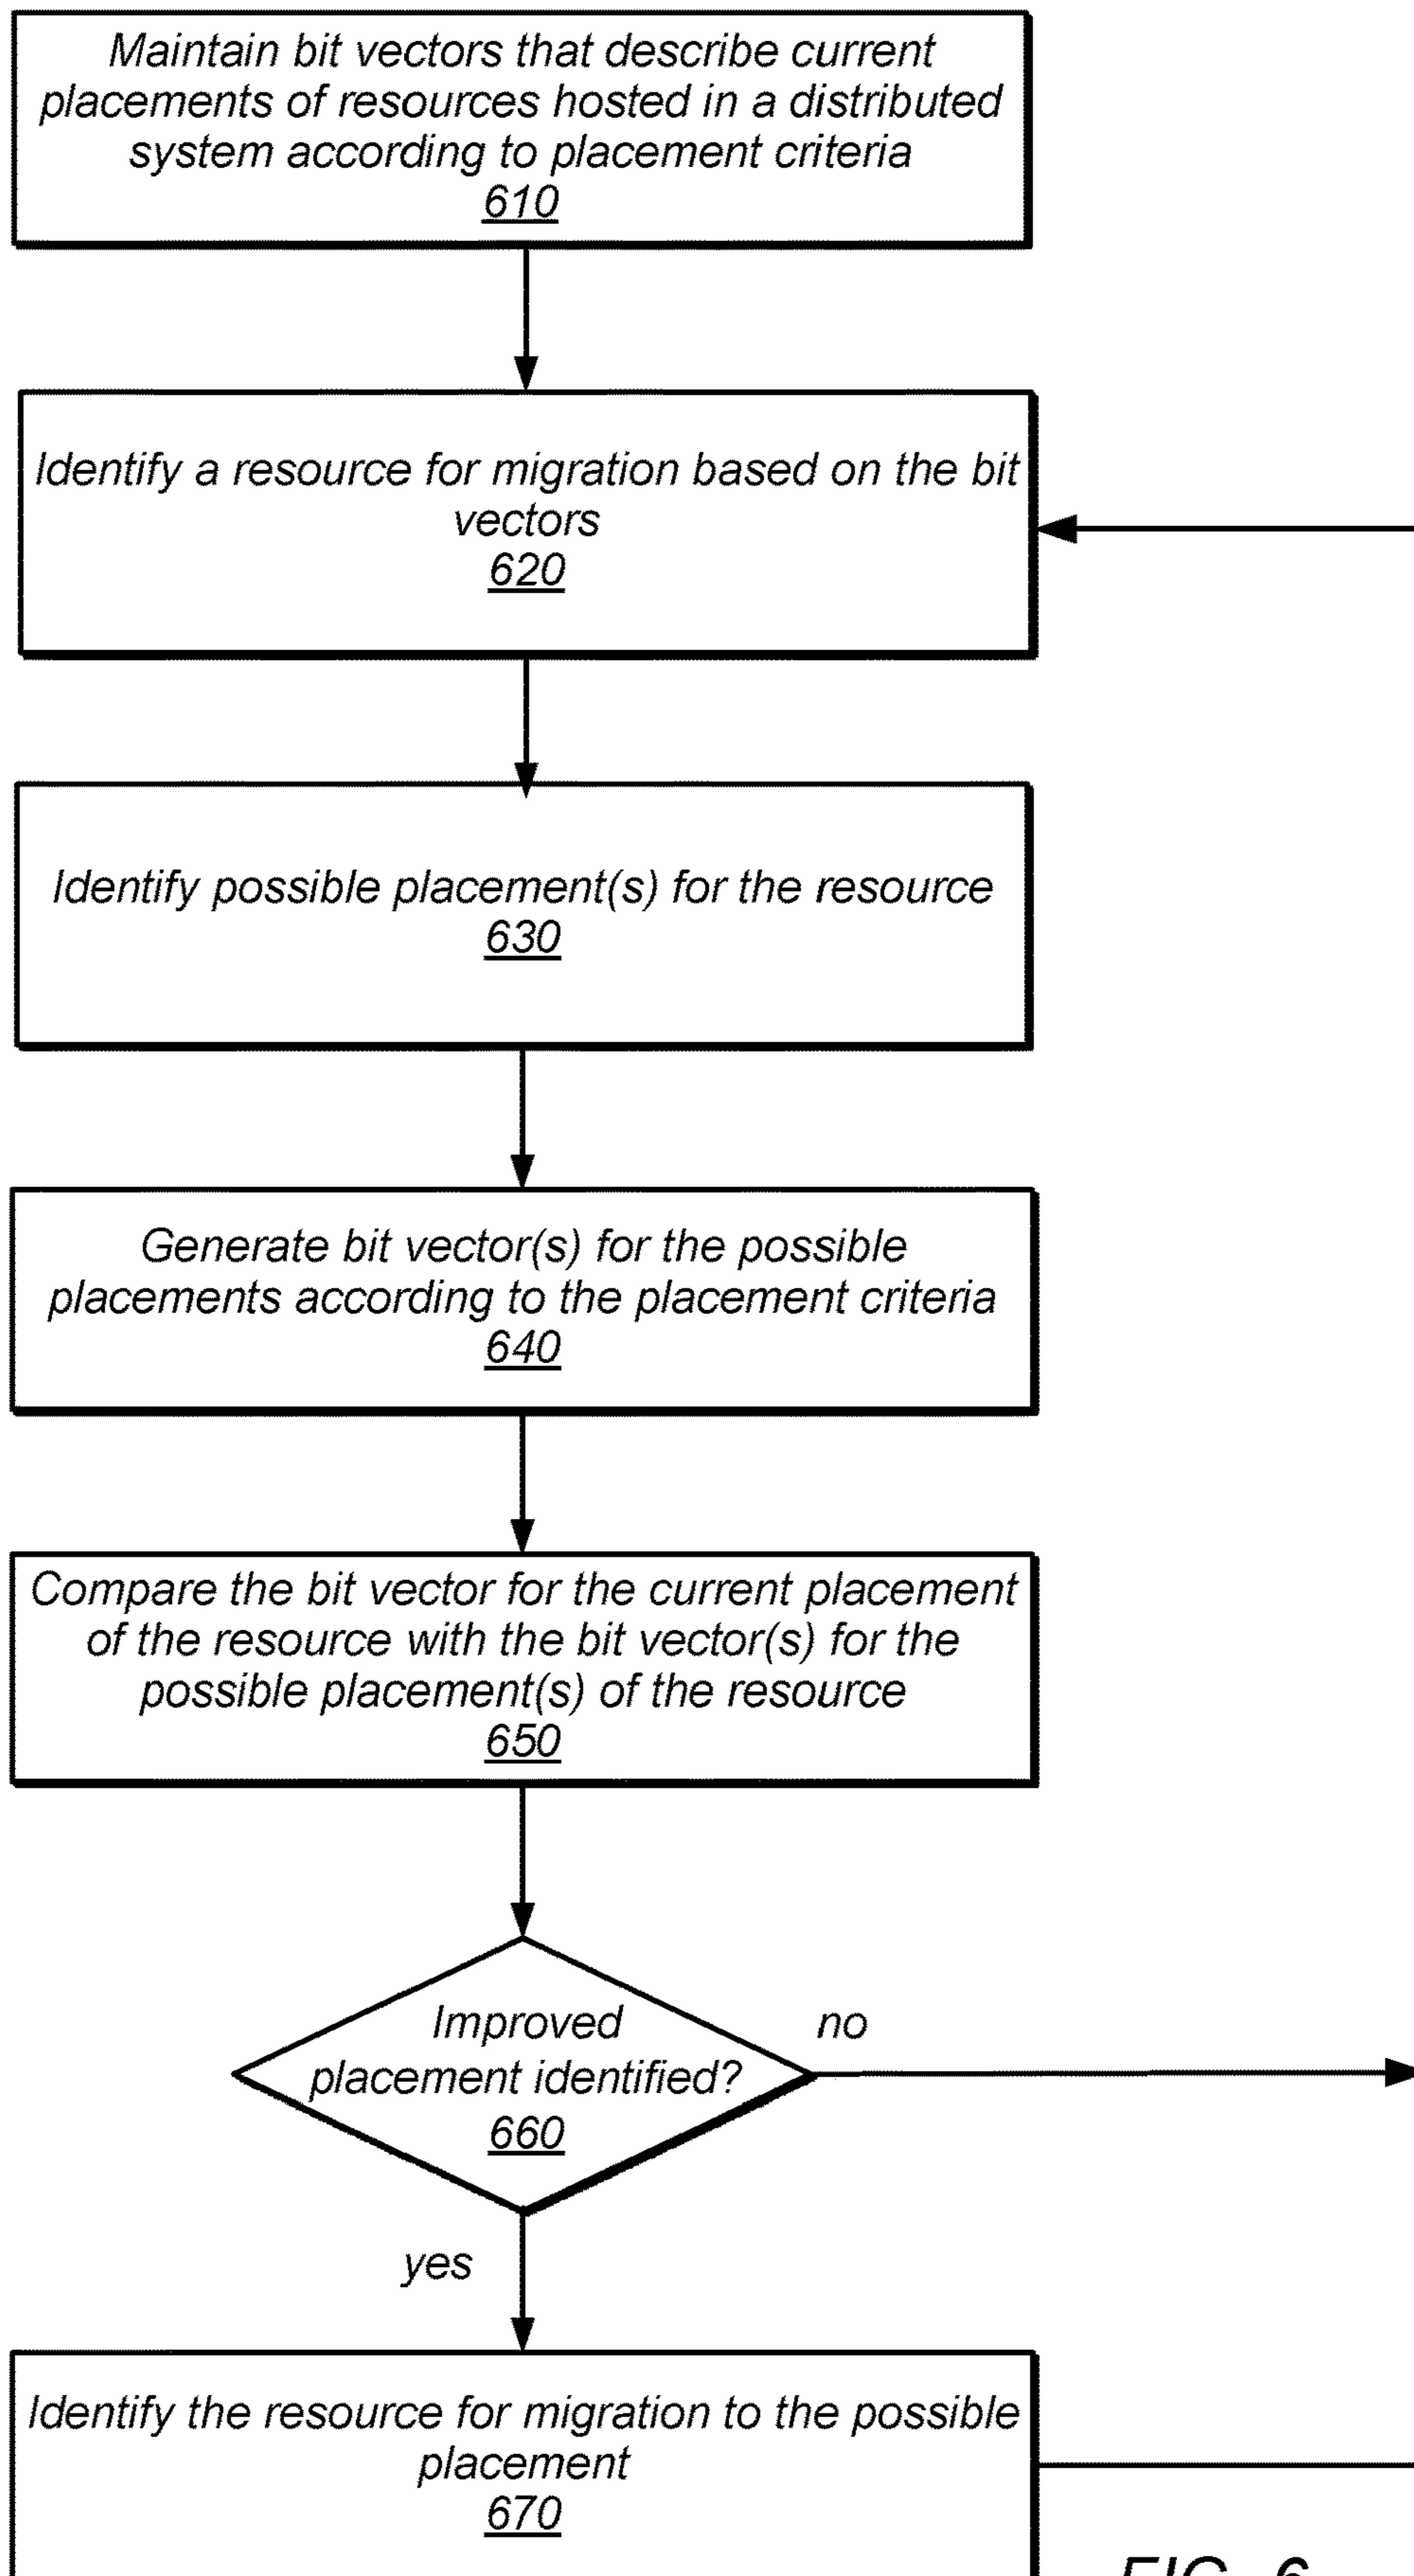 Maintain bit vectors that describe current
placements of resources hosted in a distributed
system according to placement criteria
610
Identify a resource for migration based on the bit
vectors
620
Identify possible placement(s) for the resource
630
Generate bit vector(s) for the possible
placements according to the placement criteria
640
Compare the bit vector for the current placement
of the resource with the bit vector(s) for the
possible placement(s) of the resource
650
Improved
placement identified?
660
no
yes
Identify the resource for migration to the possible
placement
670
FIG. 6